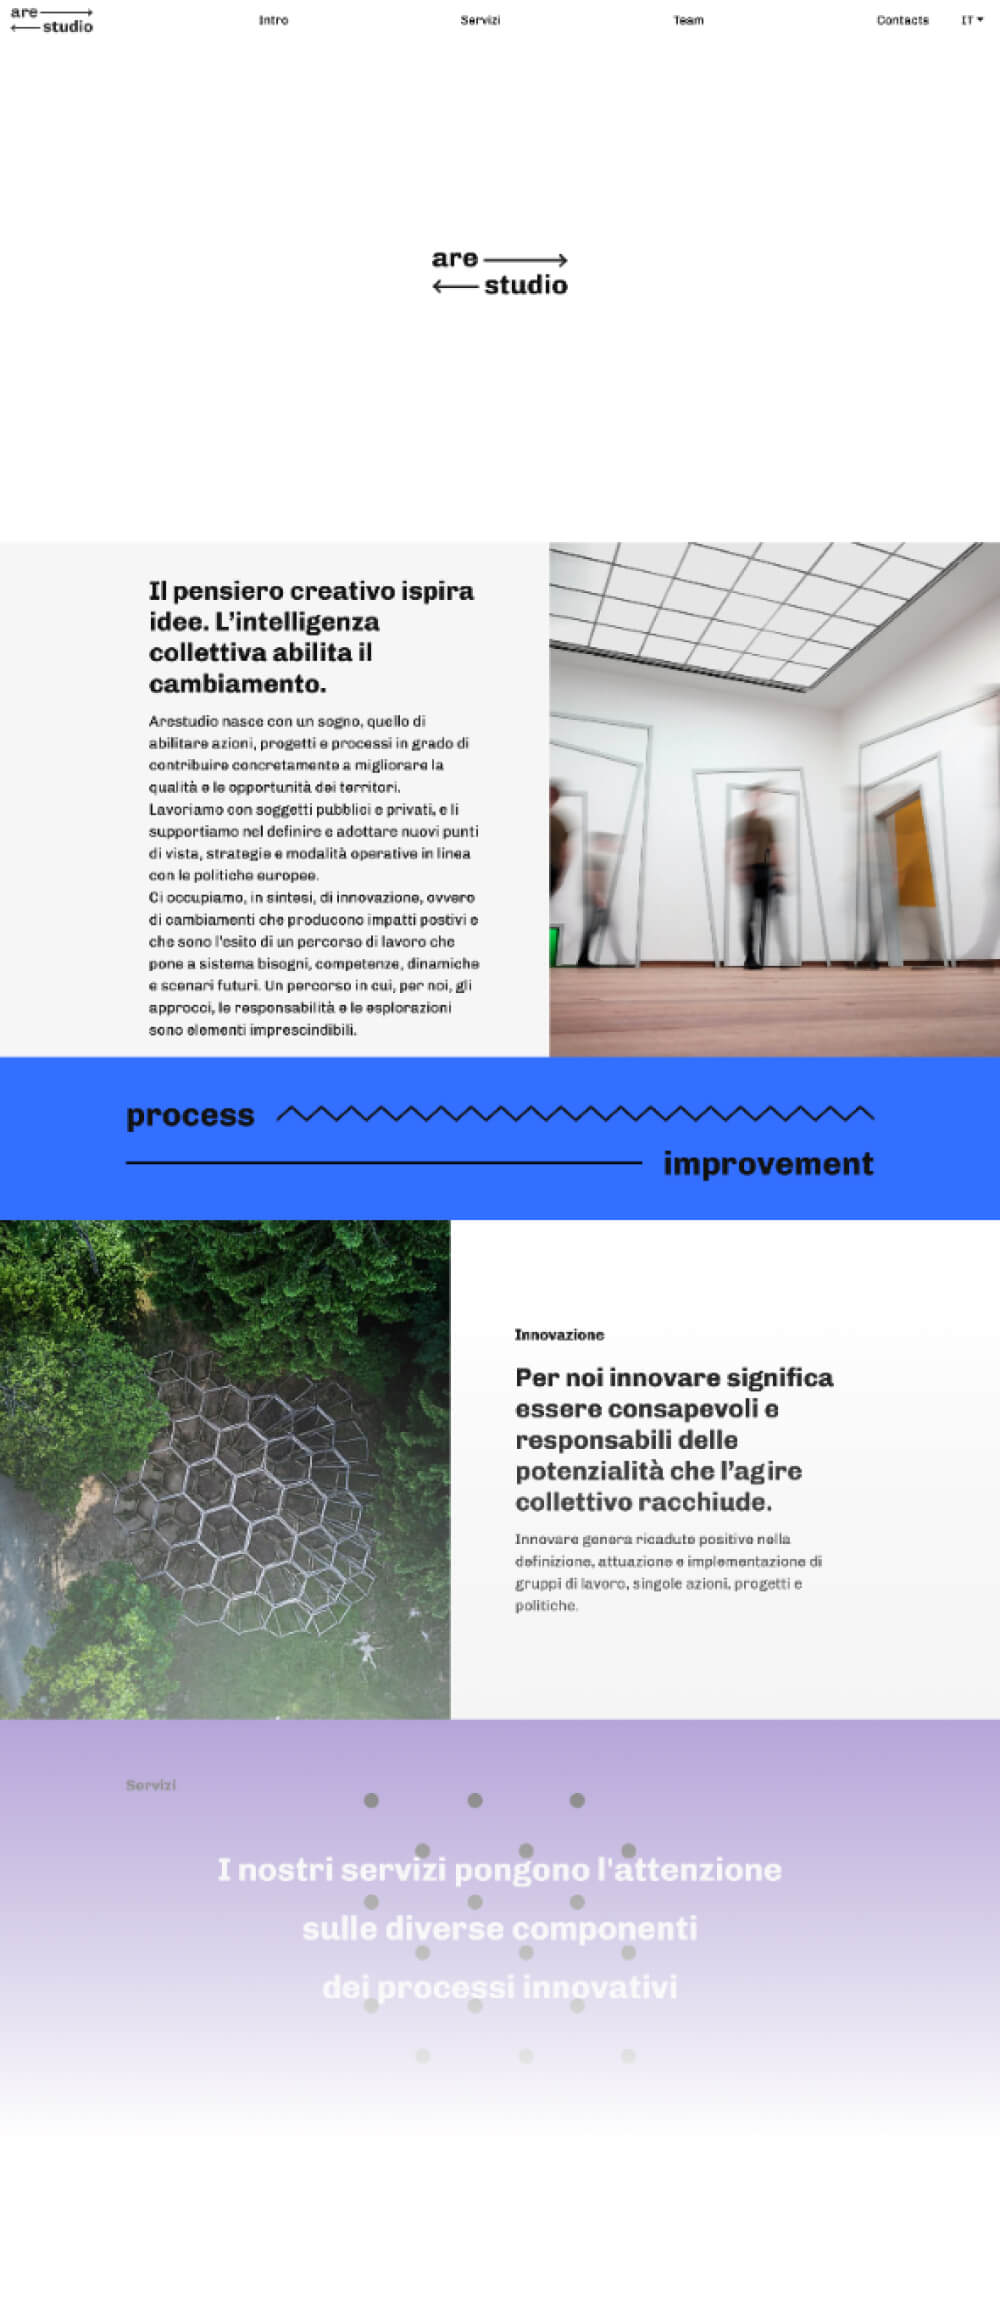 are
studio
Intro
Servizi
Team
Contacts
IT
are
studio
Il pensiero creativo ispira
idee. L'intelligenza
collettiva abilita il
cambiamento.
Arestudio nasce con un sogno, quello di
abilitare azioni, progetti e processi in grado di
contribuire concretamente a migliorare la
qualità e le opportunità dei territori.
Lavoriamo con soggetti pubblici e privati, e li
supportiamo nel definire e adottare nuovi punti
di vista, strategie e modalità operative in linea
con le politiche europee.
Ci occupiamo, in sintesi, di innovazione, ovvero
di cambiamenti che producono impatti postivi e
che sono l'esito di un percorso di lavoro che
pone a sistema bisogni, competenze, dinamiche
e scenari futuri. Un percorso in cui, per noi, gli
approcci, le responsabilità e le esplorazioni
sono elementi imprescindibili.
process
improvement
Innovazione
Per noi innovare significa
essere consapevoli e
responsabili delle
potenzialità che l'agire
collettivo racchiude.
Innovare genera ricadute positive nella
definizione, attuazione e implementazione di
gruppi di lavoro, singole azioni, progetti e
politiche.
Servizi
I nostri servizi pongono l'attenzione
sulle diverse componenti
dei processi innovativi